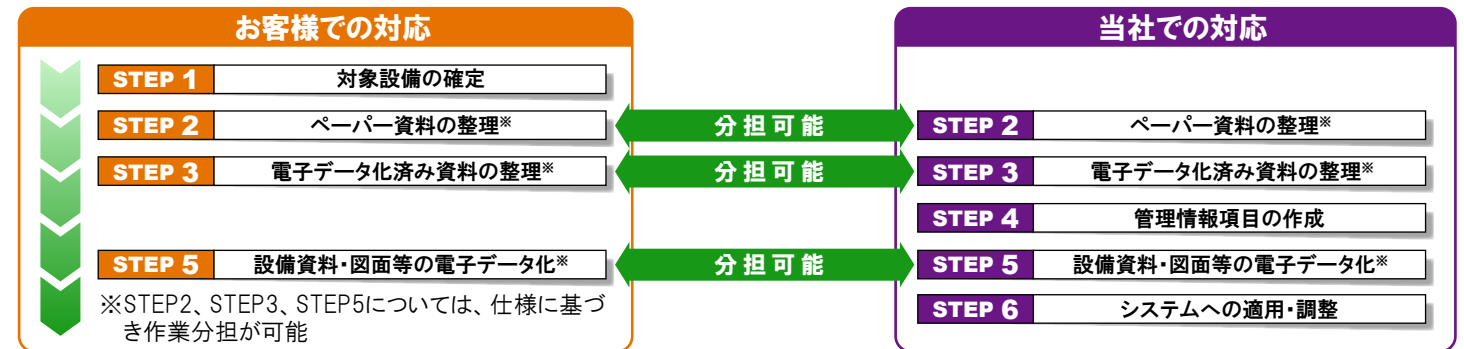 お客様での対応
STEP 1 対象設備の確定
STEP 2 ペーパー資料の整理※
STEP 3 電子データ化済み資料の整理※
STEP 5 設備資料・図面等の電子データ化※
※STEP2、STEP3、STEP5については、仕様に基づ
き作業分担が可能
分担可能
分担可能
分担可能
当社での対応
STEP 2 ペーパー資料の整理※
STEP 3 電子データ化済み資料の整理※
STEP 4 管理情報項目の作成
STEP 5 設備資料・図面等の電子データ化※
STEP 6 システムへの適用・調整